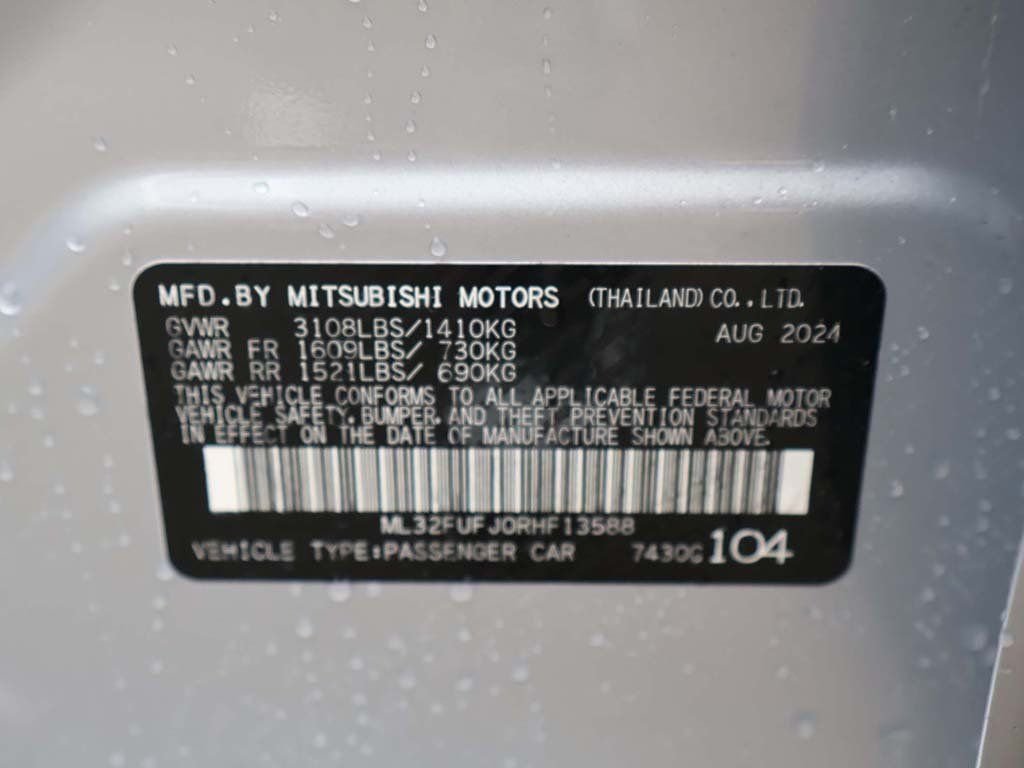 MFD.BY MITSUBISHI MOTORS (THAILAND) CO.,LTD.
GVWR 3108LBS/1410KG AUG 2024
GAWR FR 1609LBS/ 730KG
GAWR RR 1521LBS/ 690KG
THIS VEHICLE CONFORMS TO ALL APPLICABLE FEDERAL MOTOR
VEHICLE SAFETY, BUMPER, AND THEFT PREVENTION STANDARDS
IN EFFECT ON THE DATE OF MANUFACTURE SHOWN ABOVE.
ML32FUFJ0RHF13588
VEHICLE TYPE:PASSENGER CAR 7430G 104